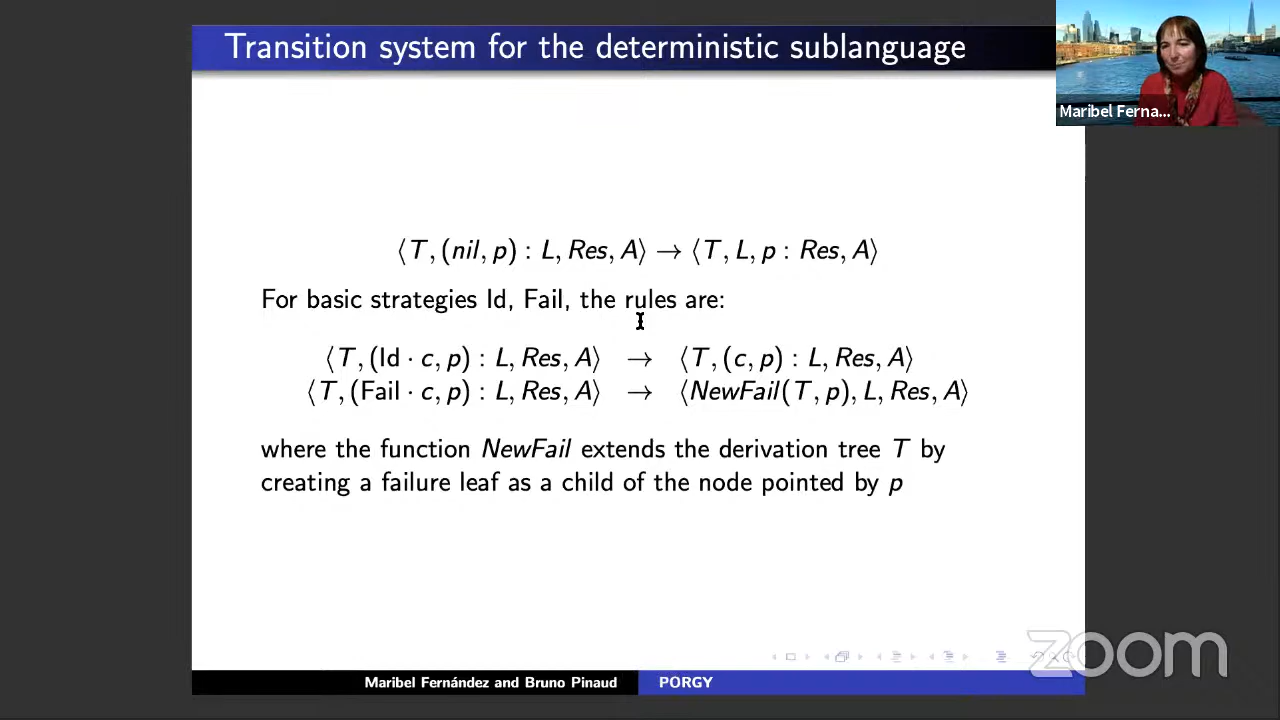 Transition system for the deterministic sublanguage
Maribel Ferna...
⟨T, (nil, p) : L, Res, A⟩ → ⟨T, L, p : Res, A⟩
For basic strategies Id, Fail, the rules are:
⟨T, (Id · c, p) : L, Res, A⟩ → ⟨T, (c, p) : L, Res, A⟩
⟨T, (Fail · c, p) : L, Res, A⟩ → ⟨NewFail(T, p), L, Res, A⟩
where the function NewFail extends the derivation tree T by
creating a failure leaf as a child of the node pointed by p
zoom
Maribel Fernández and Bruno Pinaud
PORGY